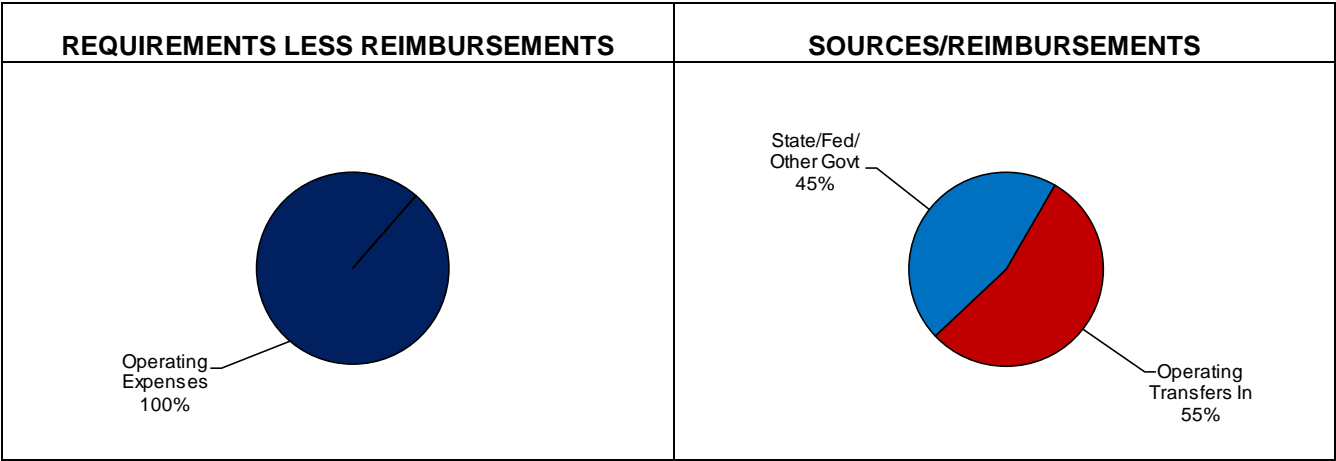 REQUIREMENTS LESS REIMBURSEMENTS
SOURCES/REIMBURSEMENTS
Operating
Expenses
100%
State/Fed/
Other Govt
45%
Operating
Transfers In
55%